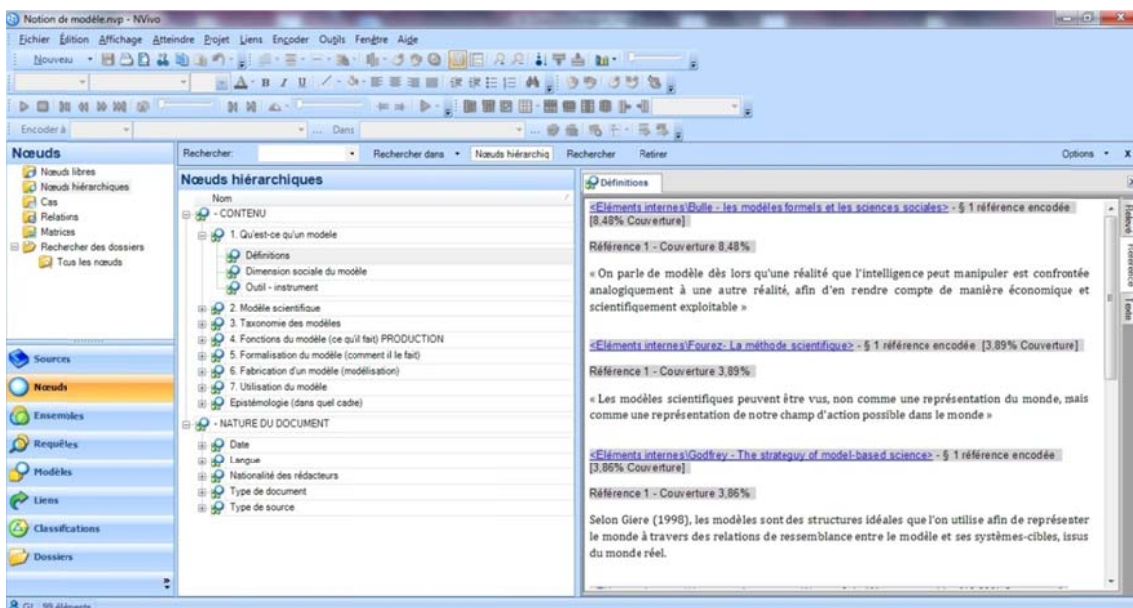 Notion de modèle.nvp - NVivo
Fichier Édition Affichage Atteindre Projet Liens Encoder Outils Fenêtre Aide
Nouveau
A B I U
Encoder à ... Dans ...
Nœuds
Nœuds libres
Nœuds hiérarchiques
Cas
Relations
Matrices
Rechercher des dossiers
Tous les nœuds
Sources
Nœuds
Ensembles
Requêtes
Modèles
Liens
Classifications
Dossiers
Rechercher: Rechercher dans Nœuds hiérarchiq Rechercher Retirer Options X
Nœuds hiérarchiques
Nom
- CONTENU
1. Qu'est-ce qu'un modele
Définitions
Dimension sociale du modèle
Outil - instrument
2. Modèle scientifique
3. Taxonomie des modèles
4. Fonctions du modèle (ce qu'il fait) PRODUCTION
5. Formalisation du modèle (comment il le fait)
6. Fabrication d'un modèle (modélisation)
7. Utilisation du modèle
Epistémologie (dans quel cadre)
- NATURE DU DOCUMENT
Date
Langue
Nationalité des rédacteurs
Type de document
Type de source
Définitions
<Eléments internes\Bulle - les modèles formels et les sciences sociales> - § 1 référence encodée
[8,48% Couverture]
Référence 1 - Couverture 8,48%
« On parle de modèle dès lors qu'une réalité que l'intelligence peut manipuler est confrontée
analogiquement à une autre réalité, afin d'en rendre compte de manière économique et
scientifiquement exploitable »
<Eléments internes\Fourez- La méthode scientifique> - § 1 référence encodée [3,89% Couverture]
Référence 1 - Couverture 3,89%
« Les modèles scientifiques peuvent être vus, non comme une représentation du monde, mais
comme une représentation de notre champ d'action possible dans le monde »
<Eléments internes\Godfrey - The strateguy of model-based science> - § 1 référence encodée
[3,86% Couverture]
Référence 1 - Couverture 3,86%
Selon Giere (1998), les modèles sont des structures idéales que l'on utilise afin de représenter
le monde à travers des relations de ressemblance entre le modèle et ses systèmes-cibles, issus
du monde réel.
Relevé
Référence
Texte
99 éléments